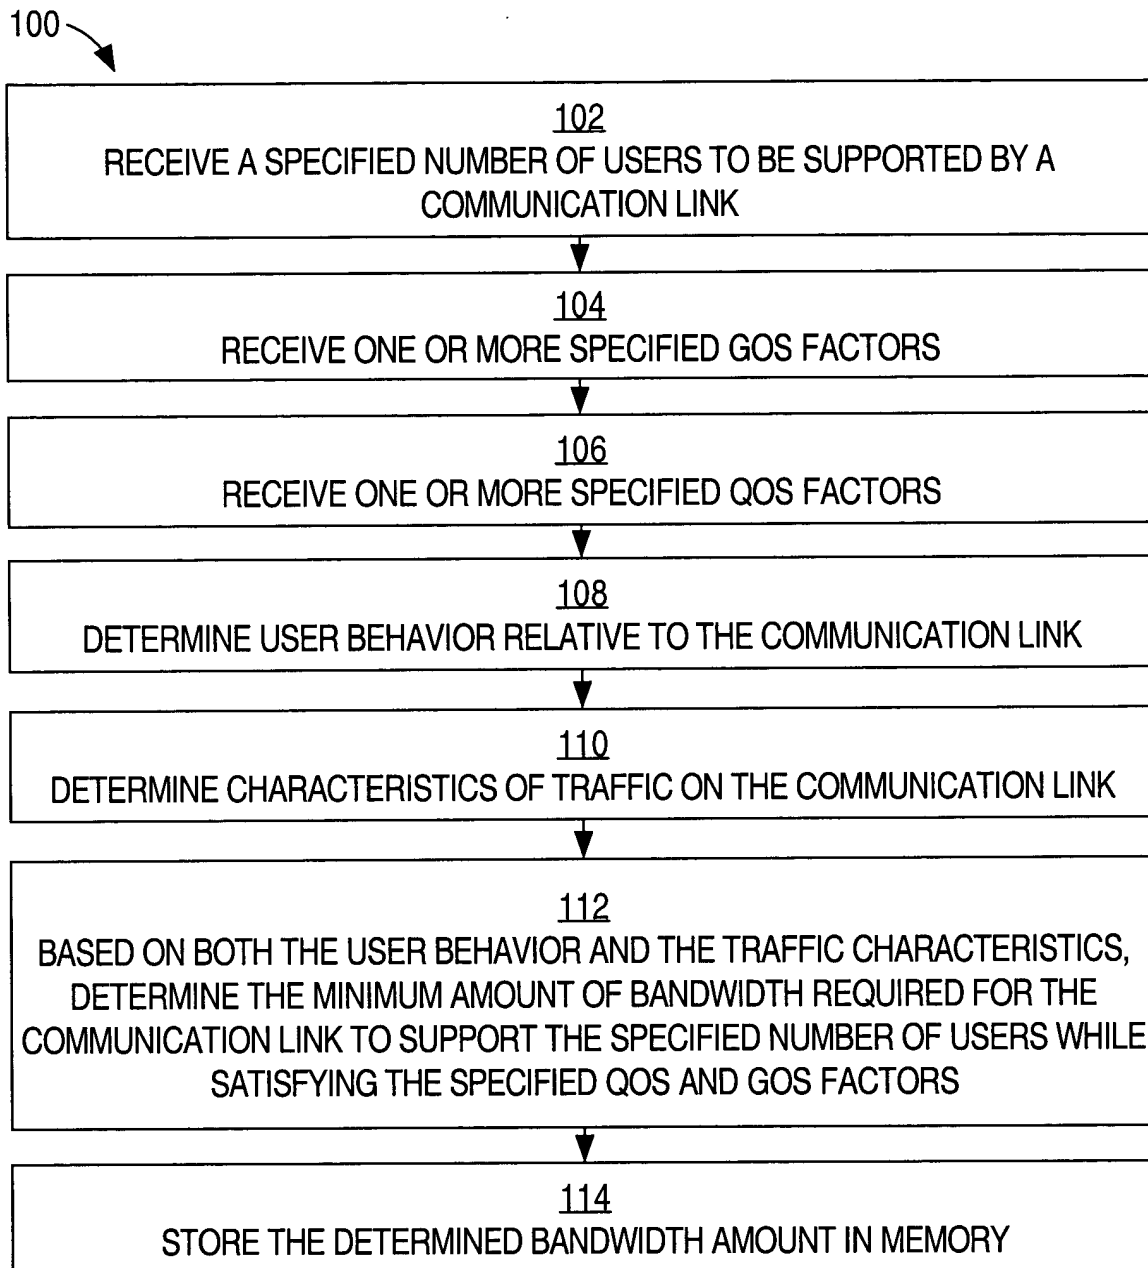 100
102
RECEIVE A SPECIFIED NUMBER OF USERS TO BE SUPPORTED BY A
COMMUNICATION LINK
104
RECEIVE ONE OR MORE SPECIFIED GOS FACTORS
106
RECEIVE ONE OR MORE SPECIFIED QOS FACTORS
108
DETERMINE USER BEHAVIOR RELATIVE TO THE COMMUNICATION LINK
110
DETERMINE CHARACTERISTICS OF TRAFFIC ON THE COMMUNICATION LINK
112
BASED ON BOTH THE USER BEHAVIOR AND THE TRAFFIC CHARACTERISTICS,
DETERMINE THE MINIMUM AMOUNT OF BANDWIDTH REQUIRED FOR THE
COMMUNICATION LINK TO SUPPORT THE SPECIFIED NUMBER OF USERS WHILE
SATISFYING THE SPECIFIED QOS AND GOS FACTORS
114
STORE THE DETERMINED BANDWIDTH AMOUNT IN MEMORY